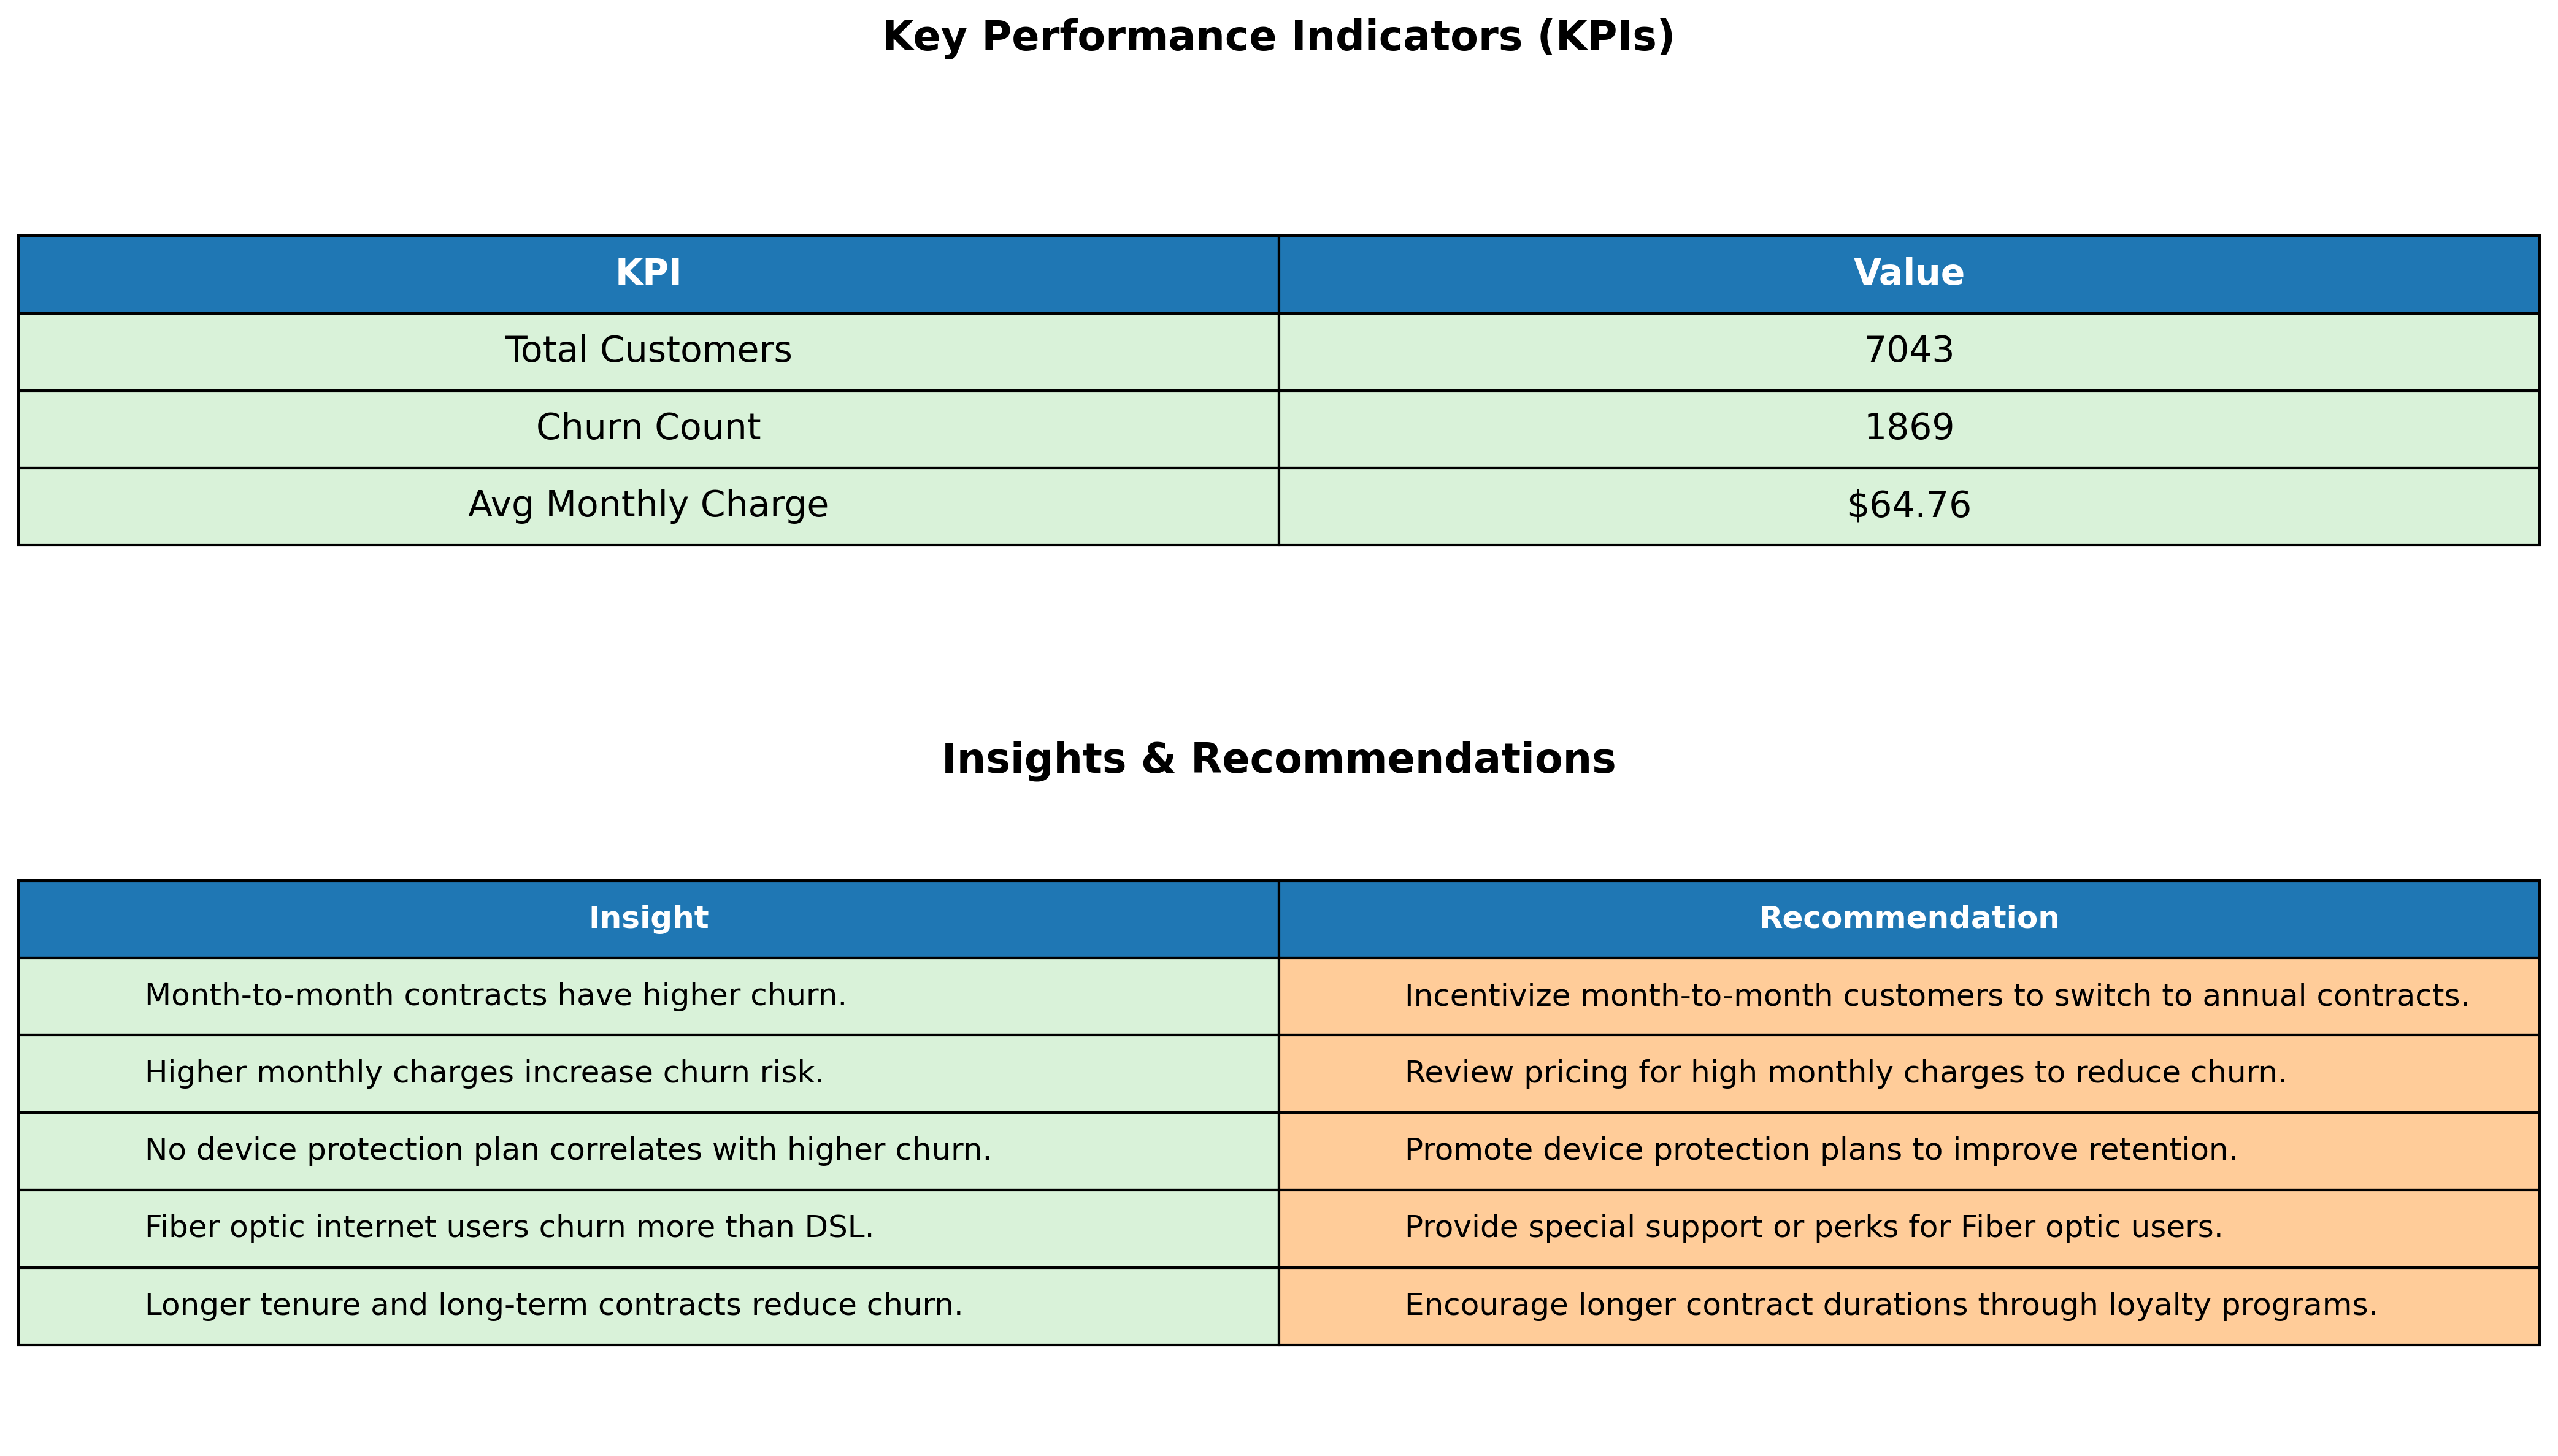 Key Performance Indicators (KPIs)
KPI Value
Total Customers 7043
Churn Count 1869
Avg Monthly Charge $64.76
Insights & Recommendations
Insight Recommendation
Month-to-month contracts have higher churn. Incentivize month-to-month customers to switch to annual contracts.
Higher monthly charges increase churn risk. Review pricing for high monthly charges to reduce churn.
No device protection plan correlates with higher churn. Promote device protection plans to improve retention.
Fiber optic internet users churn more than DSL. Provide special support or perks for Fiber optic users.
Longer tenure and long-term contracts reduce churn. Encourage longer contract durations through loyalty programs.